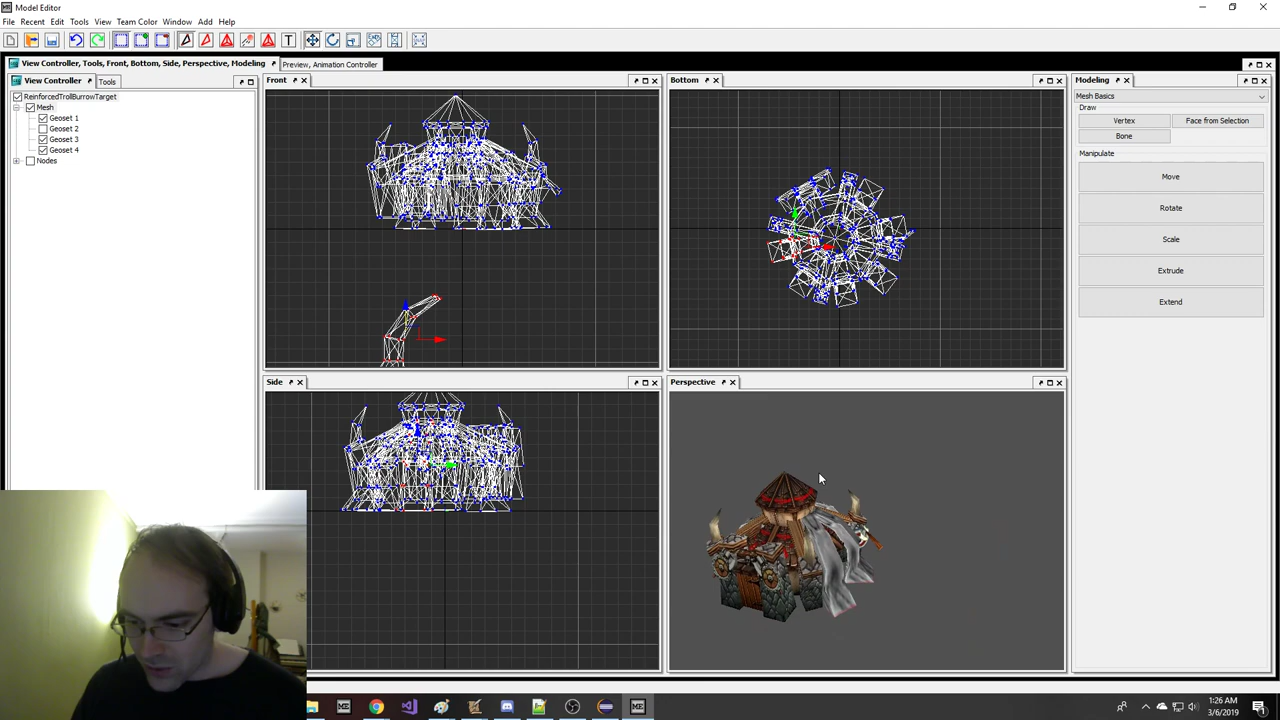 Model Editor
File Recent Edit Tools View Team Color Window Add Help
View Controller, Tools, Front, Bottom, Side, Perspective, Modeling
Preview, Animation Controller
View Controller
Tools
ReinforcedTrollBurrowTarget
Mesh
Geoset 1
Geoset 2
Geoset 3
Geoset 4
Nodes
Front
Bottom
Side
Perspective
Modeling
Mesh Basics
Draw
Vertex Face from Selection
Bone
Manipulate
Move
Rotate
Scale
Extrude
Extend
1:26 AM
3/6/2019